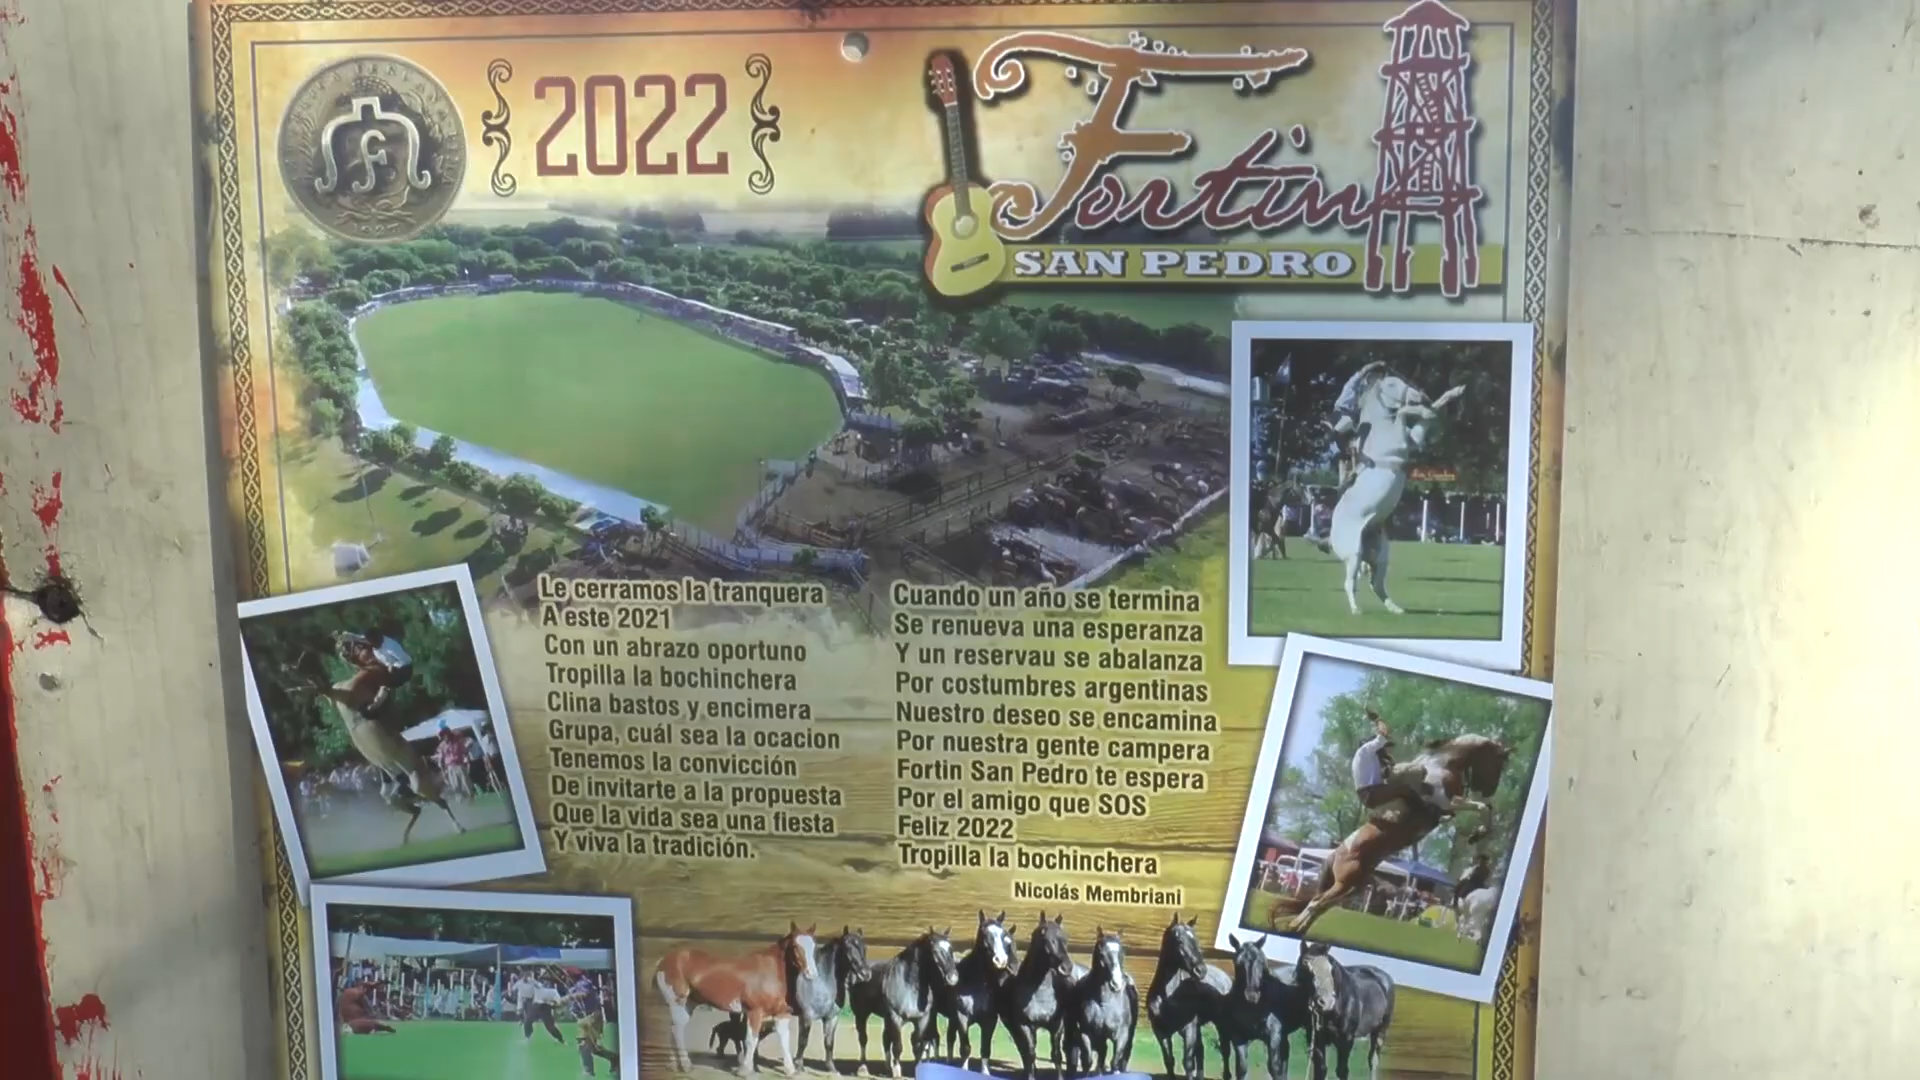 2022
Fortin
SAN PEDRO
Le cerramos la tranquera
A este 2021
Con un abrazo oportuno
Tropilla la bochinchera
Clina bastos y encimera
Grupa, cuál sea la ocacion
Tenemos la convicción
De invitarte a la propuesta
Que la vida sea una fiesta
Y viva la tradición.
Cuando un año se termina
Se renueva una esperanza
Y un reservau se abalanza
Por costumbres argentinas
Nuestro deseo se encamina
Por nuestra gente campera
Fortin San Pedro te espera
Por el amigo que SOS
Feliz 2022
Tropilla la bochinchera
Nicolás Membriani